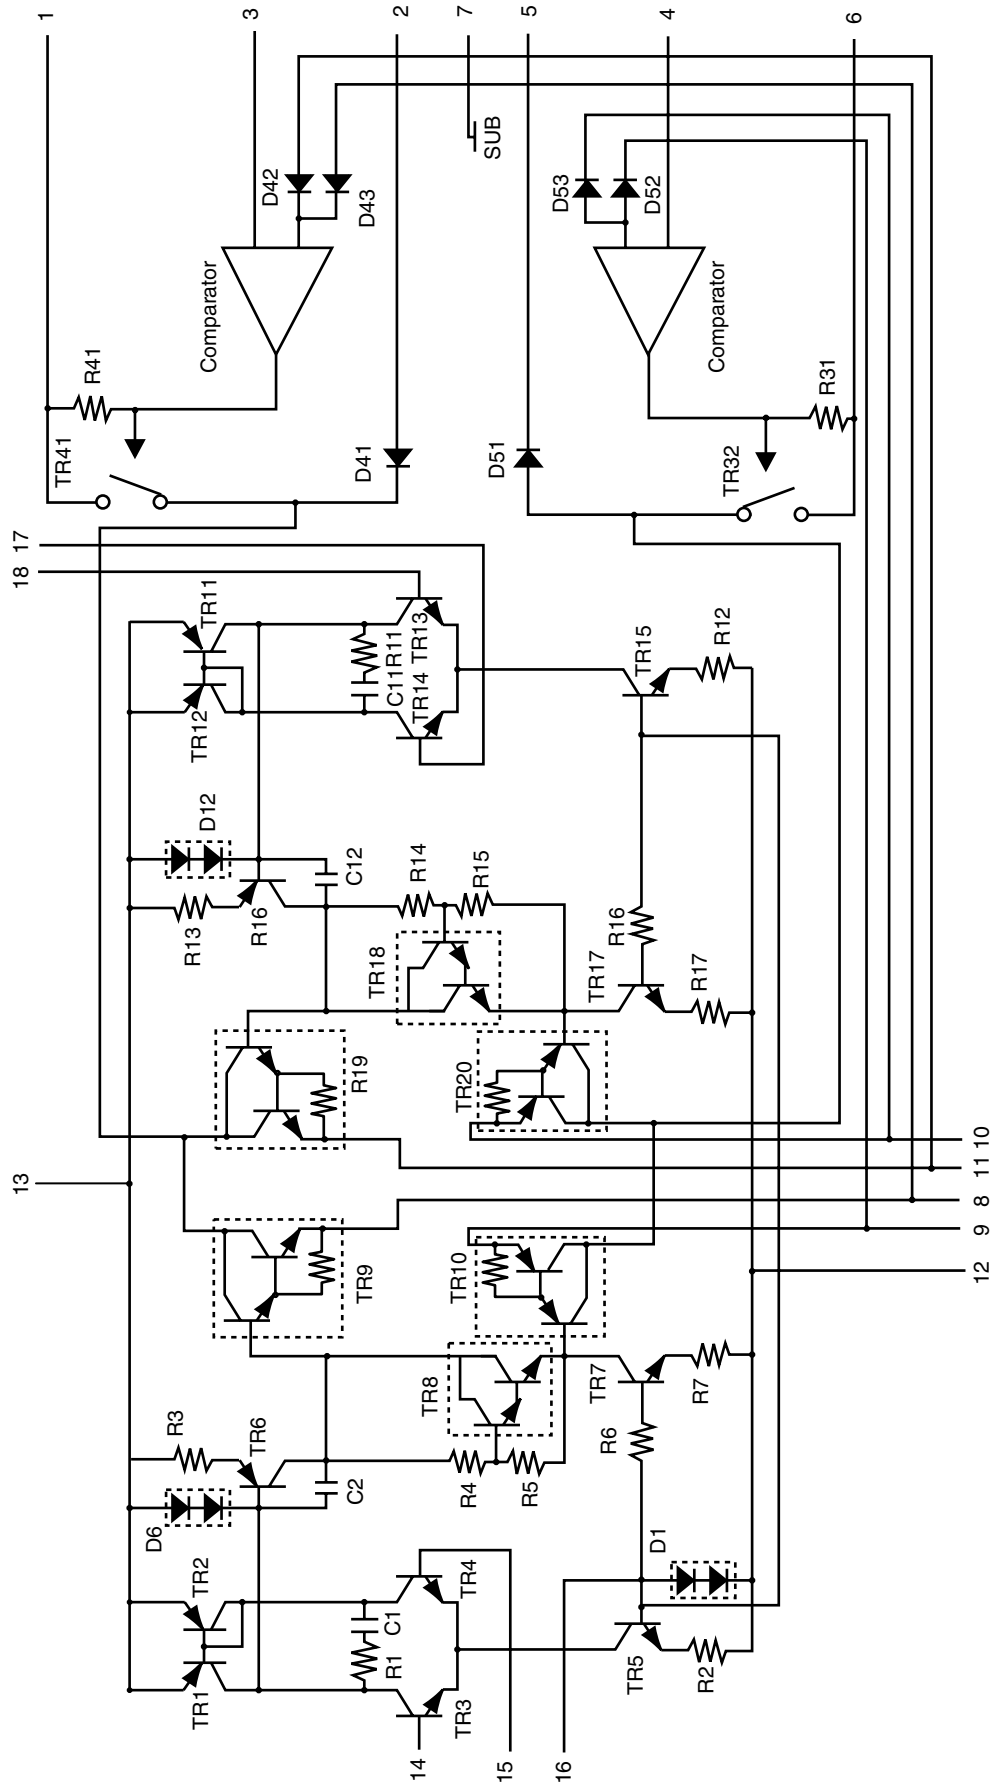 1
3
2
7
5
4
6
SUB
D42
D43
D53
D52
Comparator
Comparator
R41
TR41
D41
D51
TR32
R31
17
18
TR11
TR12
C11
R11
TR14
TR13
TR15
R12
D12
R13
R16
C12
R14
R15
TR18
R16
TR17
R17
R19
TR20
10
11
8
9
12
13
TR9
TR10
TR8
TR7
R7
R3
TR6
D6
C2
R4
R5
R6
D1
TR2
TR1
C1
R1
TR4
TR3
TR5
R2
14
15
16